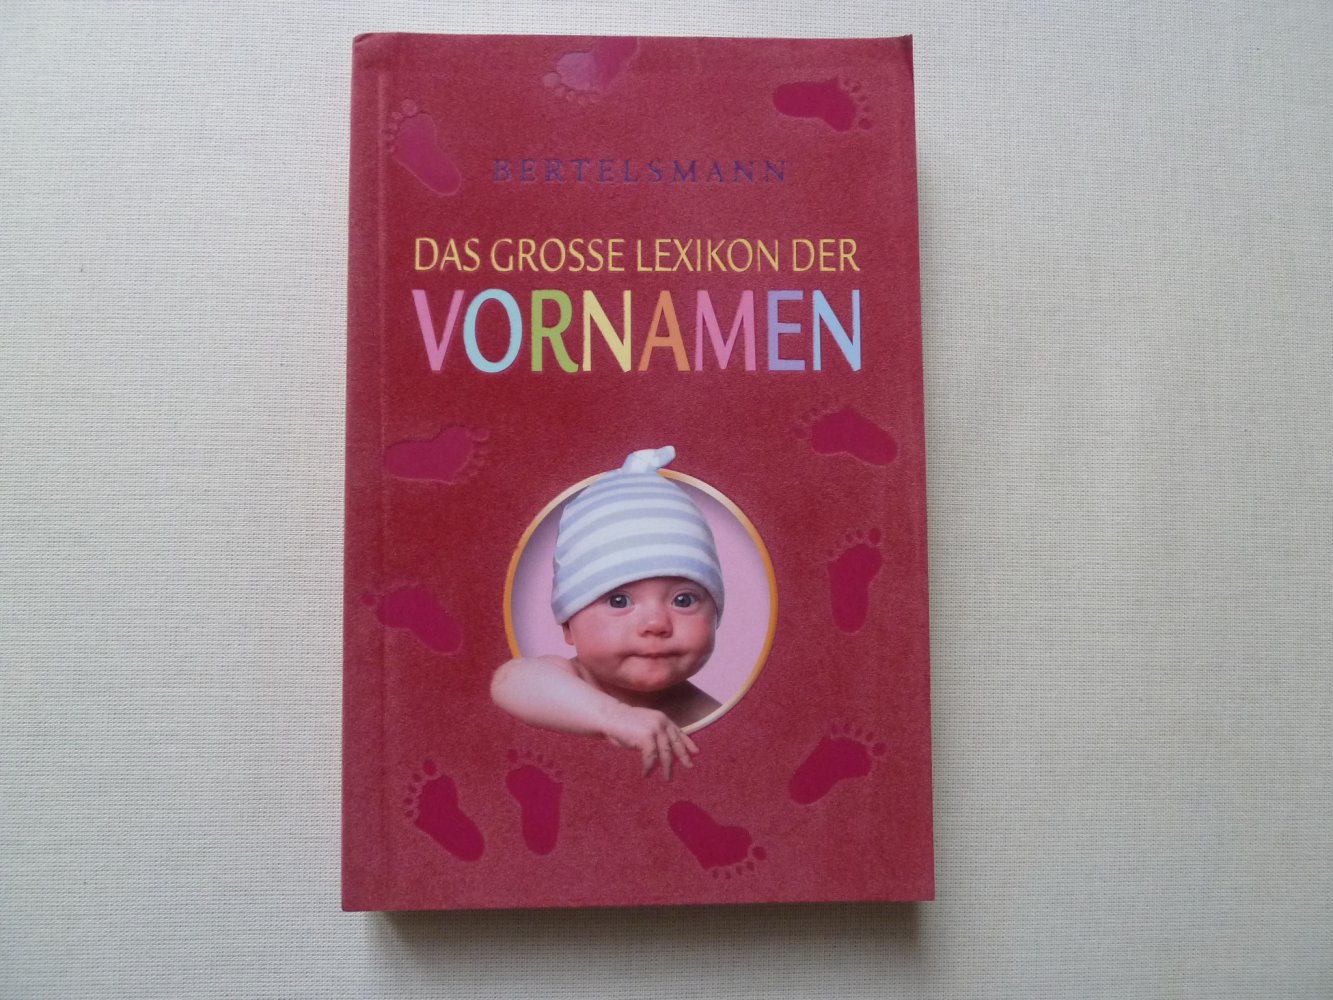 BERTELSMANN
DAS GROSSE LEXIKON DER
VORNAMEN